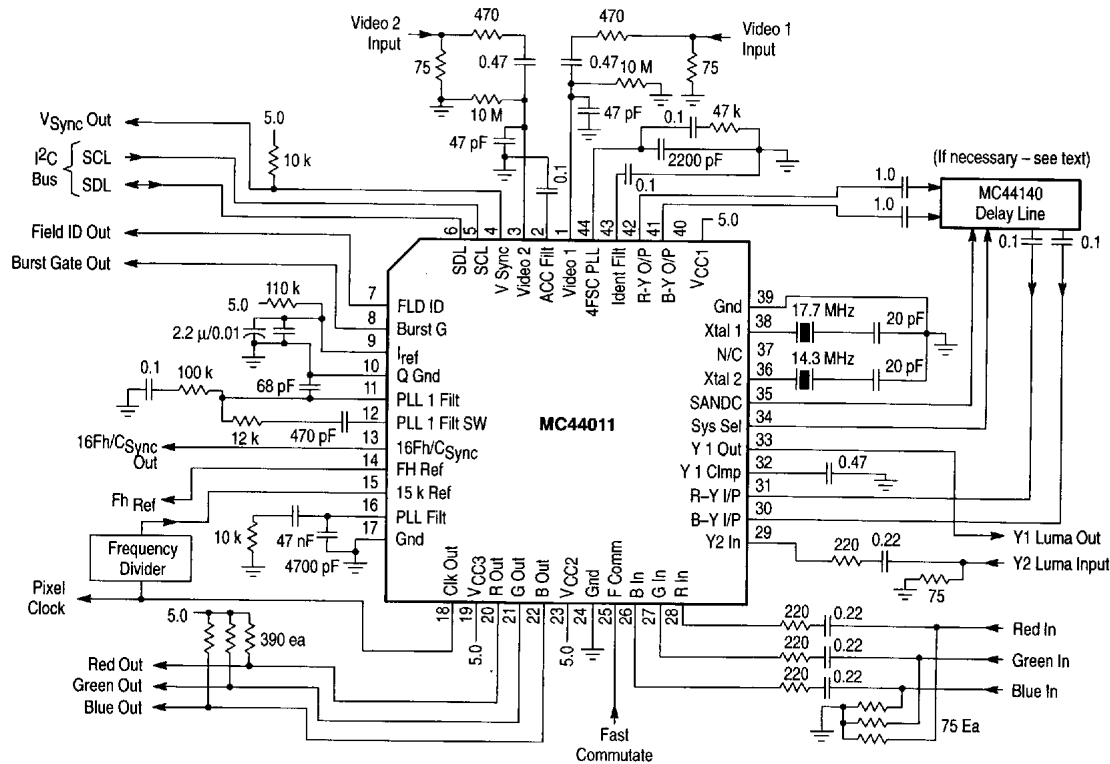 Video 2
Input
470
75
0.47
10 M
47 pF
0.1
470
Video 1
Input
0.47
10 M
75
47 pF
0.1
47 k
2200 pF
0.1
VSync Out
5.0
10 k
I2C
Bus
SCL
SDL
Field ID Out
Burst Gate Out
(If necessary – see text)
1.0
1.0
MC44140
Delay Line
0.1
0.1
6
5
4
3
2
1
44
43
42
41
40
5.0
SDL
SCL
V Sync
Video 2
ACC Filt
Video 1
4FSC PLL
Ident Filt
R-Y O/P
B-Y O/P
VCC1
110 k
5.0
2.2 µ/0.01
68 pF
0.1
100 k
12 k
470 pF
16Fh/CSync
Out
Fh Ref
10 k
47 nF
4700 pF
Frequency
Divider
Pixel
Clock
7 FLD ID
8 Burst G
9 Iref
10 Q Gnd
11 PLL 1 Filt
12 PLL 1 Filt SW
13 16Fh/CSync
14 FH Ref
15 15 k Ref
16 PLL Filt
17 Gnd
MC44011
Gnd 39
Xtal 1 38
N/C 37
Xtal 2 36
SANDC 35
Sys Sel 34
Y 1 Out 33
Y 1 Clmp 32
R–Y I/P 31
B–Y I/P 30
Y2 In 29
17.7 MHz
20 pF
14.3 MHz
20 pF
0.47
Y1 Luma Out
220
0.22
Y2 Luma Input
75
Clk Out
VCC3
R Out
G Out
B Out
VCC2
Gnd
F Comm
B In
G In
R In
18
19
20
21
22
23
24
25
26
27
28
5.0
5.0
5.0
390 ea
Red Out
Green Out
Blue Out
220
0.22
Red In
220
0.22
Green In
220
0.22
Blue In
75 Ea
Fast
Commutate